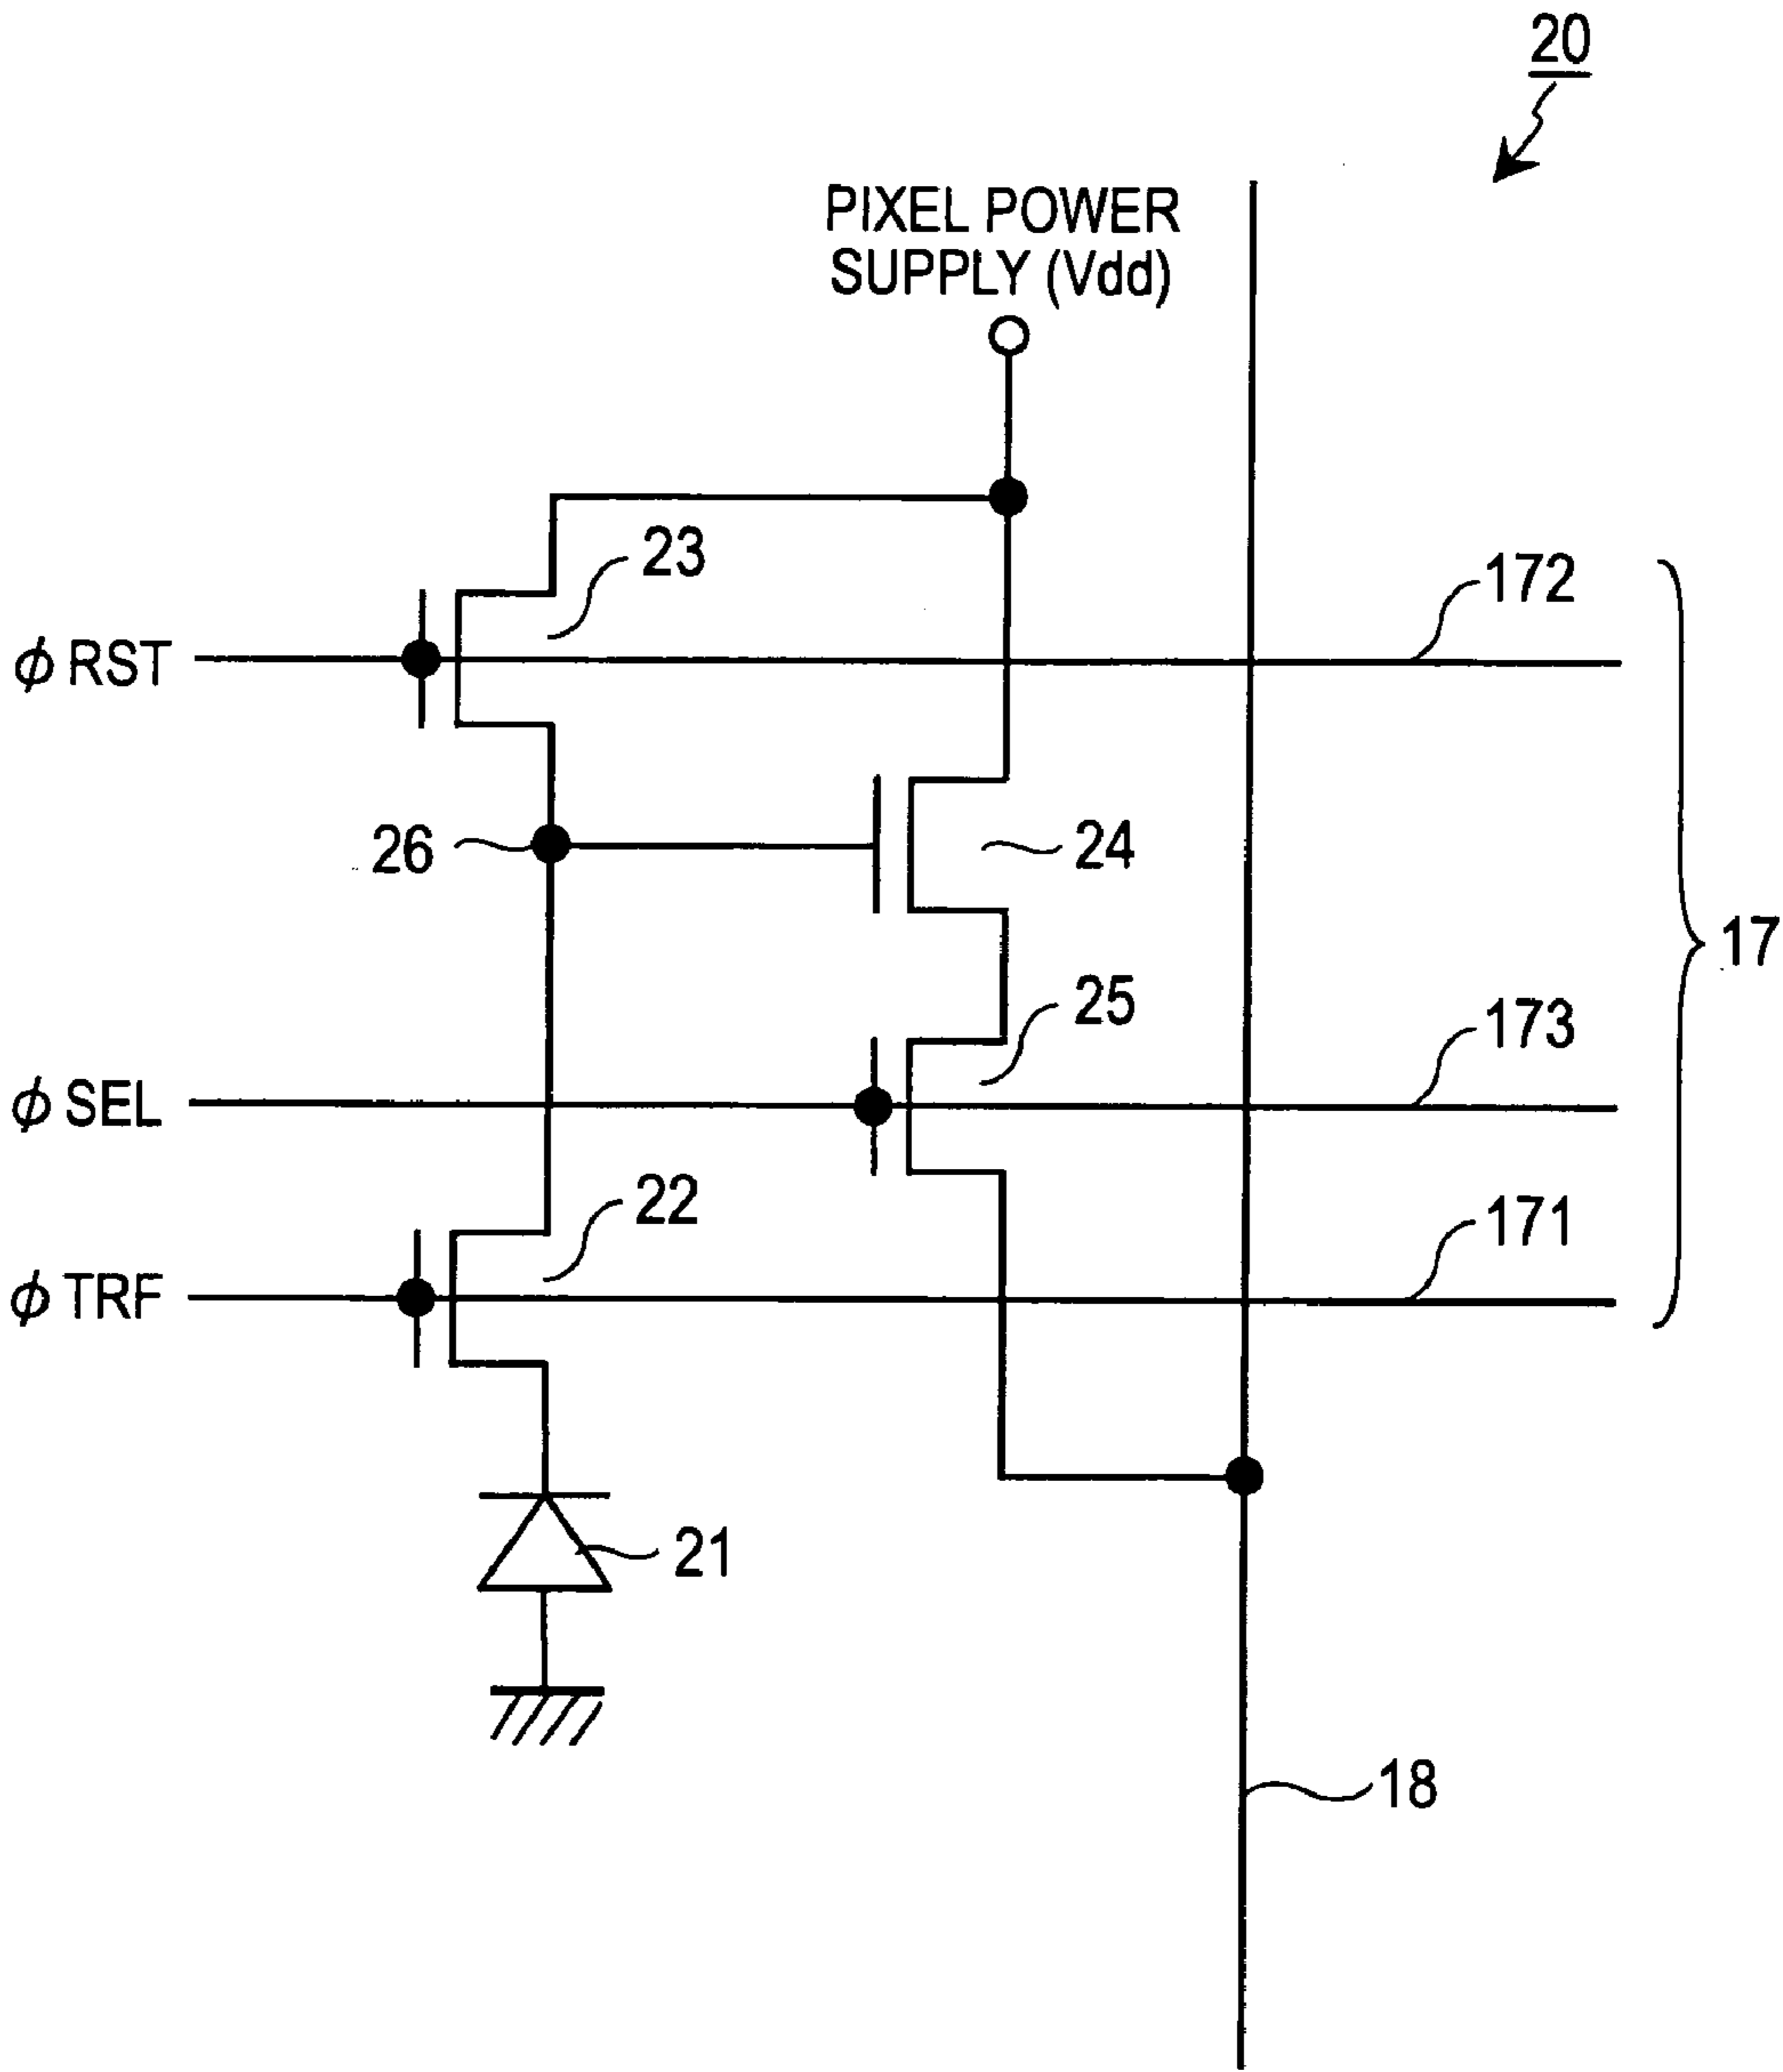 20
PIXEL POWER
SUPPLY (Vdd)
23
172
ϕ RST
26
24
17
25
173
ϕ SEL
22
171
ϕ TRF
21
18